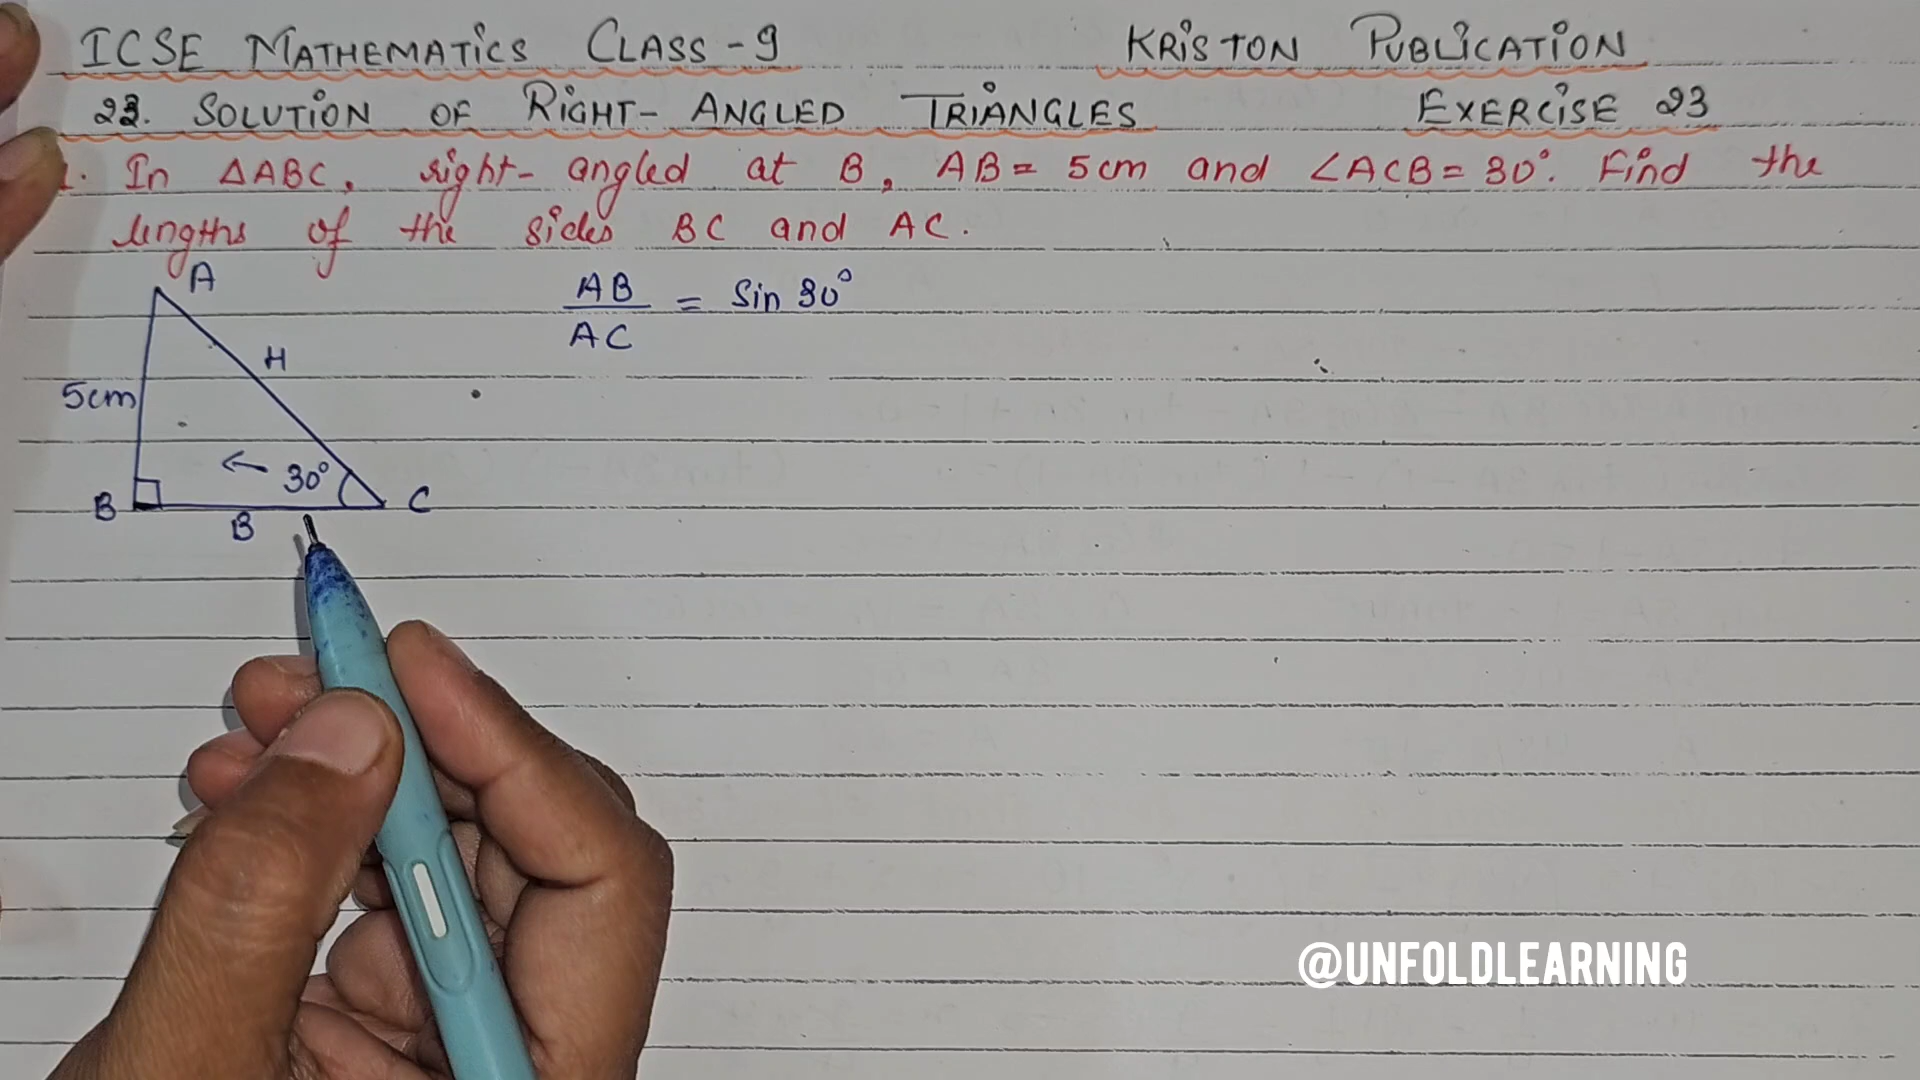 ICSE MATHEMATICS CLASS-9 KRISTON PUBLICATION
23. SOLUTION OF RIGHT-ANGLED TRIANGLES EXERCISE 23
1. In ΔABC, right-angled at B, AB = 5cm and ∠ACB = 30°. Find the
lengths of the sides BC and AC.
A
AB/AC = Sin 30°
H
5cm
← 30°
B C
B
@UNFOLDLEARNING